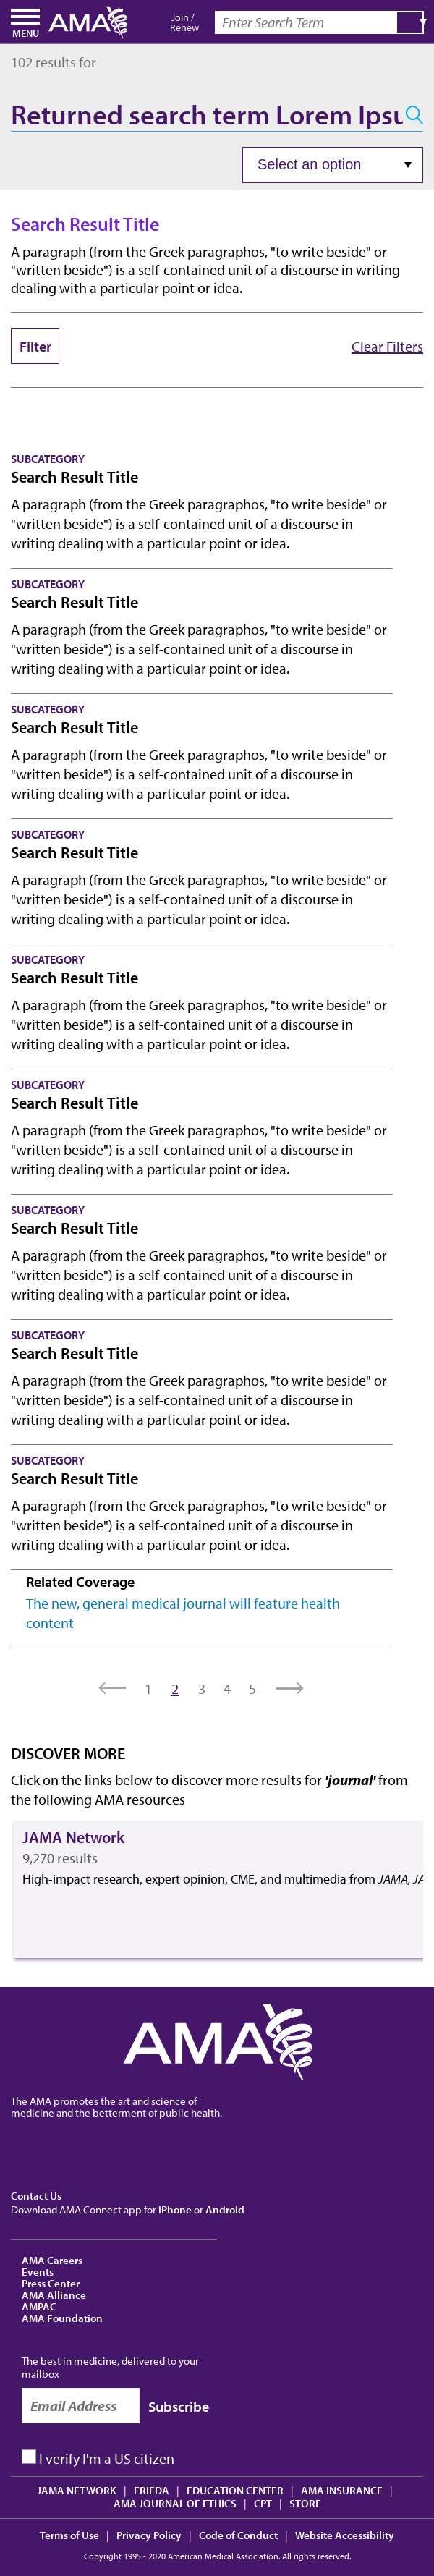 MENU
AMA
Join /
Renew
Enter Search Term
102 results for
Returned search term Lorem Ipsu
Select an option
Search Result Title
A paragraph (from the Greek paragraphos, "to write beside" or
"written beside") is a self-contained unit of a discourse in writing
dealing with a particular point or idea.
Filter
Clear Filters
SUBCATEGORY
Search Result Title
A paragraph (from the Greek paragraphos, "to write beside" or
"written beside") is a self-contained unit of a discourse in
writing dealing with a particular point or idea.
SUBCATEGORY
Search Result Title
A paragraph (from the Greek paragraphos, "to write beside" or
"written beside") is a self-contained unit of a discourse in
writing dealing with a particular point or idea.
SUBCATEGORY
Search Result Title
A paragraph (from the Greek paragraphos, "to write beside" or
"written beside") is a self-contained unit of a discourse in
writing dealing with a particular point or idea.
SUBCATEGORY
Search Result Title
A paragraph (from the Greek paragraphos, "to write beside" or
"written beside") is a self-contained unit of a discourse in
writing dealing with a particular point or idea.
SUBCATEGORY
Search Result Title
A paragraph (from the Greek paragraphos, "to write beside" or
"written beside") is a self-contained unit of a discourse in
writing dealing with a particular point or idea.
SUBCATEGORY
Search Result Title
A paragraph (from the Greek paragraphos, "to write beside" or
"written beside") is a self-contained unit of a discourse in
writing dealing with a particular point or idea.
SUBCATEGORY
Search Result Title
A paragraph (from the Greek paragraphos, "to write beside" or
"written beside") is a self-contained unit of a discourse in
writing dealing with a particular point or idea.
SUBCATEGORY
Search Result Title
A paragraph (from the Greek paragraphos, "to write beside" or
"written beside") is a self-contained unit of a discourse in
writing dealing with a particular point or idea.
SUBCATEGORY
Search Result Title
A paragraph (from the Greek paragraphos, "to write beside" or
"written beside") is a self-contained unit of a discourse in
writing dealing with a particular point or idea.
Related Coverage
The new, general medical journal will feature health
content
1 2 3 4 5
DISCOVER MORE
Click on the links below to discover more results for 'journal' from
the following AMA resources
JAMA Network
9,270 results
High-impact research, expert opinion, CME, and multimedia from JAMA, JA
AMA
The AMA promotes the art and science of
medicine and the betterment of public health.
Contact Us
Download AMA Connect app for iPhone or Android
AMA Careers
Events
Press Center
AMA Alliance
AMPAC
AMA Foundation
The best in medicine, delivered to your
mailbox
Email Address
Subscribe
I verify I'm a US citizen
JAMA NETWORK | FRIEDA | EDUCATION CENTER | AMA INSURANCE |
AMA JOURNAL OF ETHICS | CPT | STORE
Terms of Use | Privacy Policy | Code of Conduct | Website Accessibility
Copyright 1995 - 2020 American Medical Association. All rights reserved.